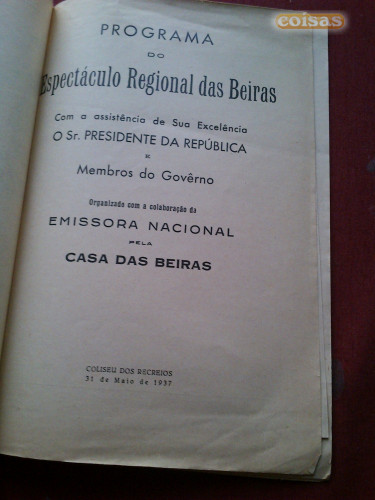 coisas
PROGRAMA
DO
Espectáculo Regional das Beiras
Com a assistência de Sua Excelência
O Sr. PRESIDENTE DA REPÚBLICA
E
Membros do Govêrno
Organizado com a colaboração da
EMISSORA NACIONAL
PELA
CASA DAS BEIRAS
COLISEU DOS RECREIOS
31 de Maio de 1937